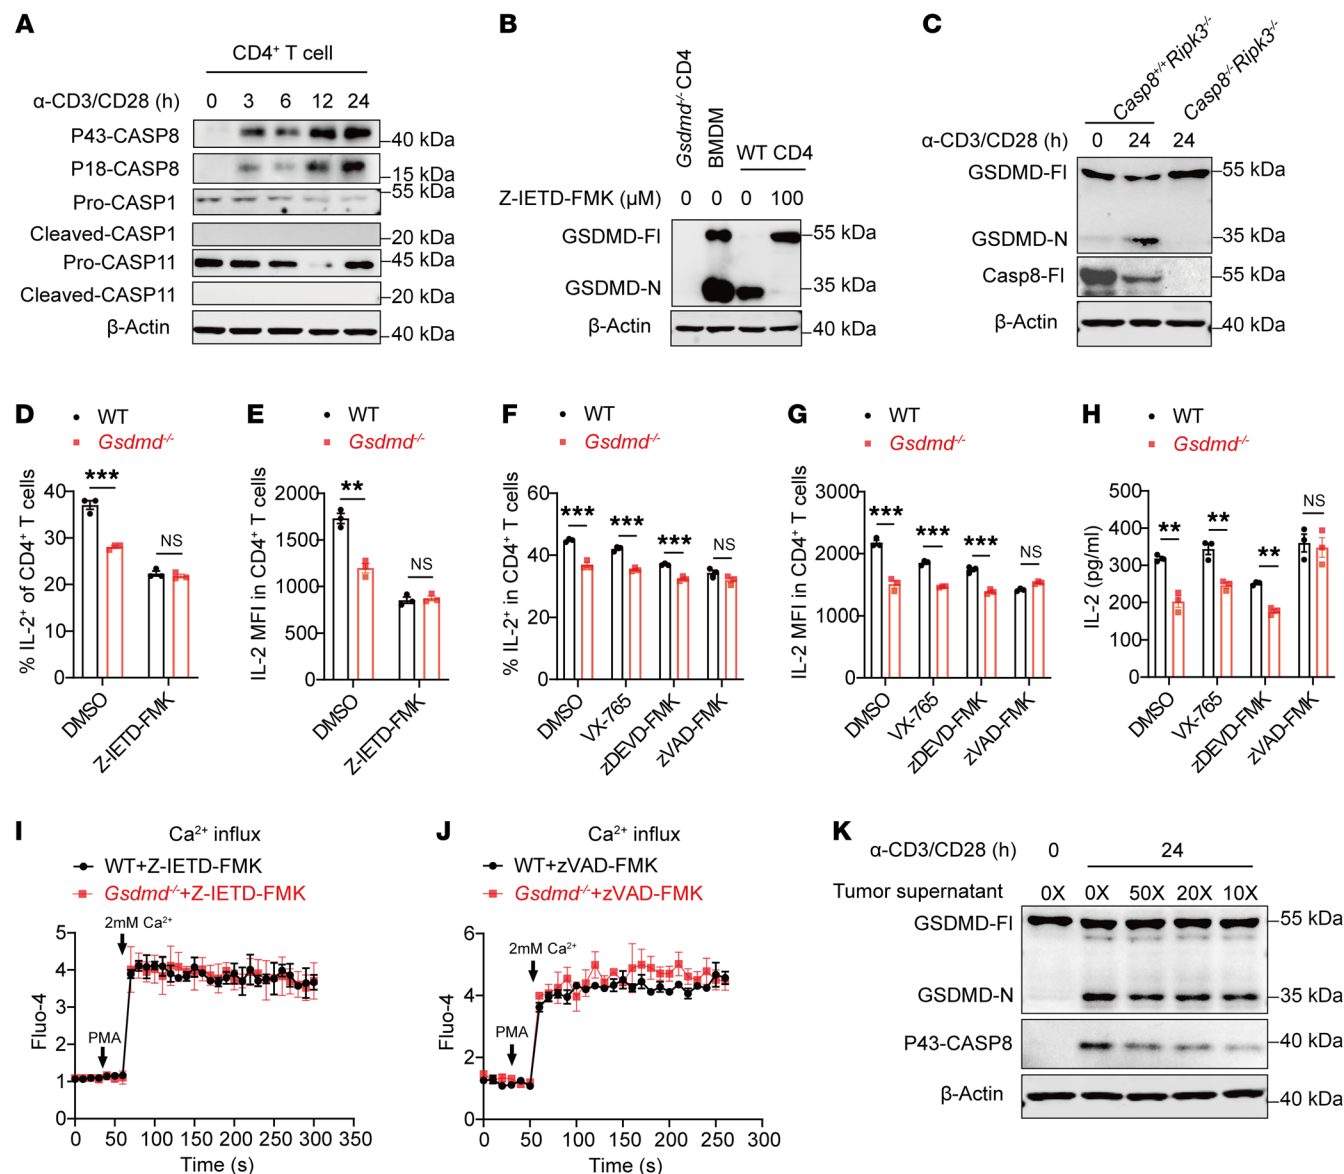 A
CD4⁺ T cell
α-CD3/CD28 (h) 0 3 6 12 24
P43-CASP8 40 kDa
P18-CASP8 15 kDa
Pro-CASP1 55 kDa
Cleaved-CASP1 20 kDa
Pro-CASP11 45 kDa
Cleaved-CASP11 20 kDa
β-Actin 40 kDa
B
Gsdmd⁻/⁻ CD4
BMDM
WT CD4
Z-IETD-FMK (μM) 0 0 0 100
GSDMD-Fl 55 kDa
GSDMD-N 35 kDa
β-Actin 40 kDa
C
Casp8⁺/⁺Ripk3⁻/⁻
Casp8⁻/⁻Ripk3⁻/⁻
α-CD3/CD28 (h) 0 24 24
GSDMD-Fl 55 kDa
GSDMD-N 35 kDa
Casp8-Fl 55 kDa
β-Actin 40 kDa
D
WT
Gsdmd⁻/⁻
% IL-2⁺ of CD4⁺ T cells
40
30
20
10
0
***
NS
DMSO
Z-IETD-FMK
E
WT
Gsdmd⁻/⁻
IL-2 MFI in CD4⁺ T cells
2000
1500
1000
500
0
**
NS
DMSO
Z-IETD-FMK
F
WT
Gsdmd⁻/⁻
% IL-2⁺ in CD4⁺ T cells
60
40
20
0
***
***
***
NS
DMSO
VX-765
zDEVD-FMK
zVAD-FMK
G
WT
Gsdmd⁻/⁻
IL-2 MFI in CD4⁺ T cells
3000
2000
1000
0
***
***
***
NS
DMSO
VX-765
zDEVD-FMK
zVAD-FMK
H
WT
Gsdmd⁻/⁻
IL-2 (pg/ml)
500
400
300
200
100
0
**
**
**
NS
DMSO
VX-765
zDEVD-FMK
zVAD-FMK
I
Ca²⁺ influx
WT+Z-IETD-FMK
Gsdmd⁻/⁻+Z-IETD-FMK
2mM Ca²⁺
PMA
Fluo-4
5
4
3
2
1
0
0 50 100 150 200 250 300 350
Time (s)
J
Ca²⁺ influx
WT+zVAD-FMK
Gsdmd⁻/⁻+zVAD-FMK
2mM Ca²⁺
PMA
Fluo-4
6
4
2
0
0 50 100 150 200 250 300
Time (s)
K
α-CD3/CD28 (h) 0 24
Tumor supernatant 0X 0X 50X 20X 10X
GSDMD-Fl 55 kDa
GSDMD-N 35 kDa
P43-CASP8 40 kDa
β-Actin 40 kDa